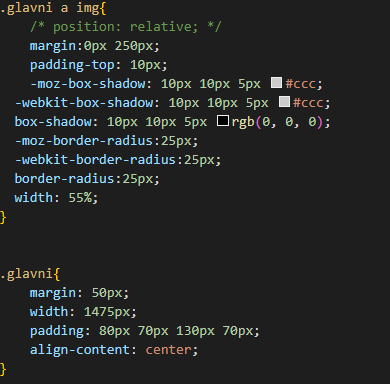 .glavni a img{
/* position: relative; */
margin:0px 250px;
padding-top: 10px;
-moz-box-shadow: 10px 10px 5px #ccc;
-webkit-box-shadow: 10px 10px 5px #ccc;
box-shadow: 10px 10px 5px rgb(0, 0, 0);
-moz-border-radius:25px;
-webkit-border-radius:25px;
border-radius:25px;
width: 55%;
}
.glavni{
margin: 50px;
width: 1475px;
padding: 80px 70px 130px 70px;
align-content: center;
}